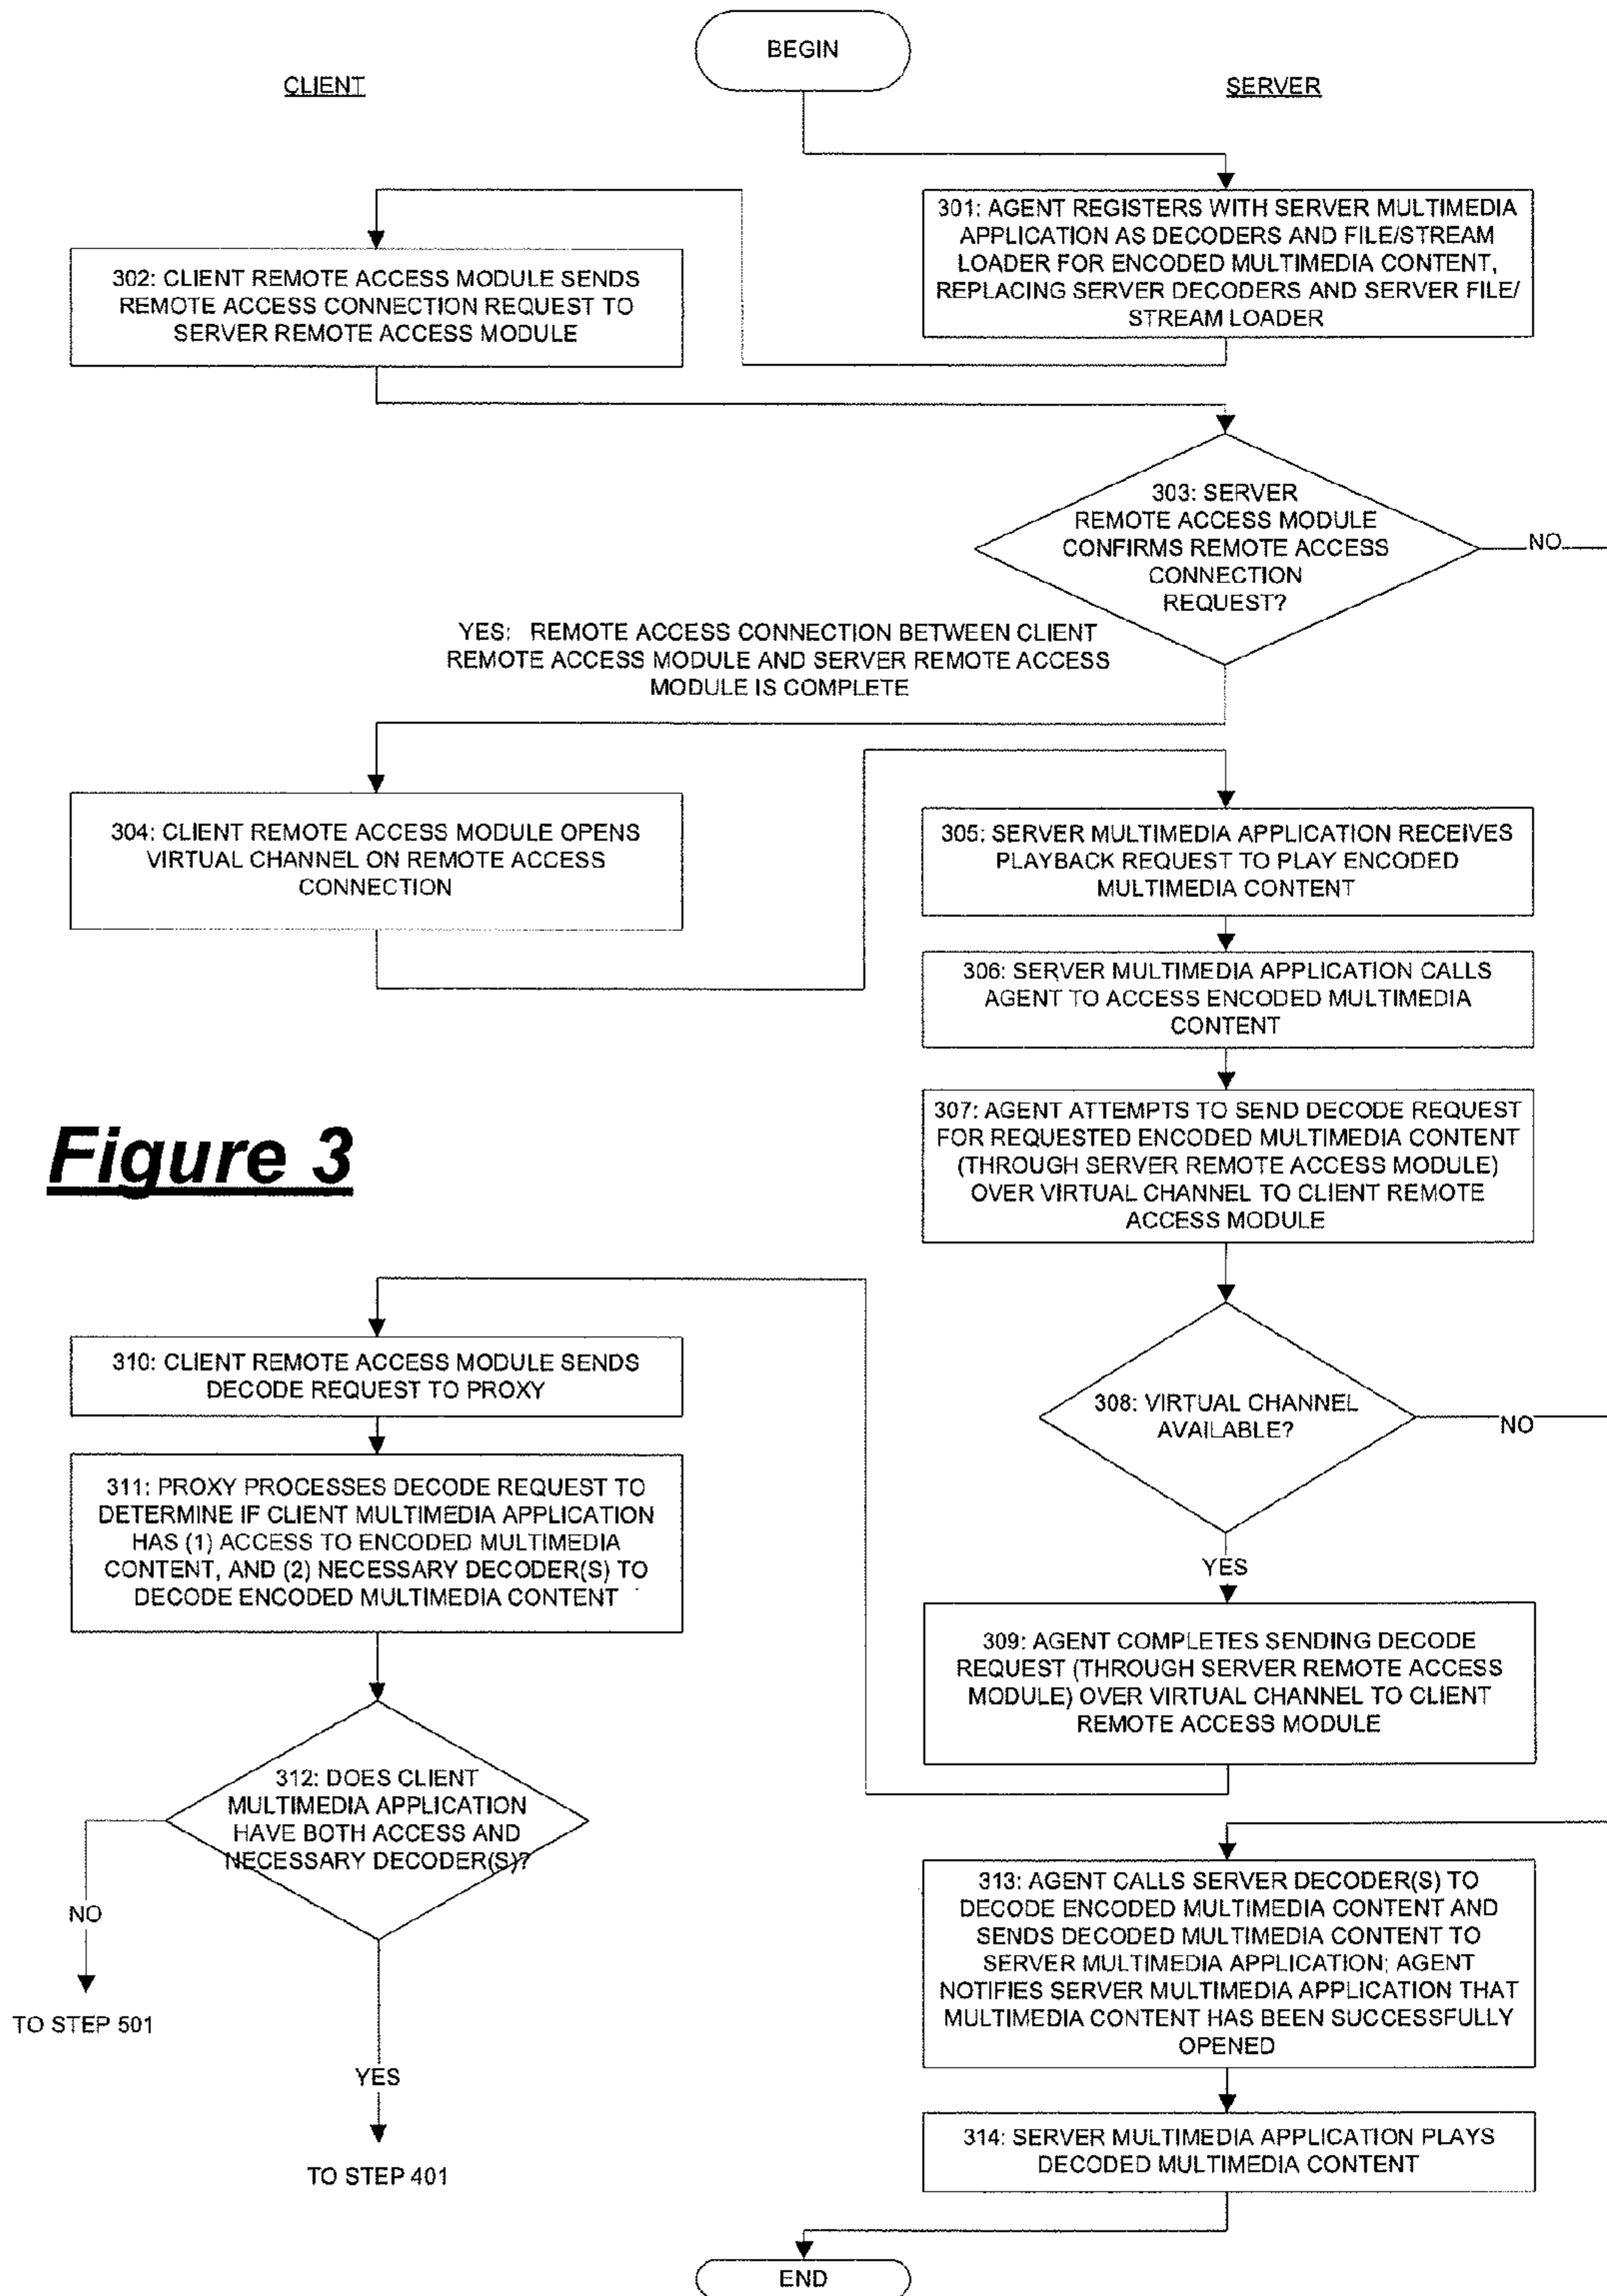 BEGIN
CLIENT
SERVER
301: AGENT REGISTERS WITH SERVER MULTIMEDIA
APPLICATION AS DECODERS AND FILE/STREAM
LOADER FOR ENCODED MULTIMEDIA CONTENT,
REPLACING SERVER DECODERS AND SERVER FILE/
STREAM LOADER
302: CLIENT REMOTE ACCESS MODULE SENDS
REMOTE ACCESS CONNECTION REQUEST TO
SERVER REMOTE ACCESS MODULE
303: SERVER
REMOTE ACCESS MODULE
CONFIRMS REMOTE ACCESS
CONNECTION
REQUEST?
NO
YES: REMOTE ACCESS CONNECTION BETWEEN CLIENT
REMOTE ACCESS MODULE AND SERVER REMOTE ACCESS
MODULE IS COMPLETE
304: CLIENT REMOTE ACCESS MODULE OPENS
VIRTUAL CHANNEL ON REMOTE ACCESS
CONNECTION
305: SERVER MULTIMEDIA APPLICATION RECEIVES
PLAYBACK REQUEST TO PLAY ENCODED
MULTIMEDIA CONTENT
306: SERVER MULTIMEDIA APPLICATION CALLS
AGENT TO ACCESS ENCODED MULTIMEDIA
CONTENT
307: AGENT ATTEMPTS TO SEND DECODE REQUEST
FOR REQUESTED ENCODED MULTIMEDIA CONTENT
(THROUGH SERVER REMOTE ACCESS MODULE)
OVER VIRTUAL CHANNEL TO CLIENT REMOTE
ACCESS MODULE
Figure 3
308: VIRTUAL CHANNEL
AVAILABLE?
NO
YES
309: AGENT COMPLETES SENDING DECODE
REQUEST (THROUGH SERVER REMOTE ACCESS
MODULE) OVER VIRTUAL CHANNEL TO CLIENT
REMOTE ACCESS MODULE
310: CLIENT REMOTE ACCESS MODULE SENDS
DECODE REQUEST TO PROXY
311: PROXY PROCESSES DECODE REQUEST TO
DETERMINE IF CLIENT MULTIMEDIA APPLICATION
HAS (1) ACCESS TO ENCODED MULTIMEDIA
CONTENT, AND (2) NECESSARY DECODER(S) TO
DECODE ENCODED MULTIMEDIA CONTENT
312: DOES CLIENT
MULTIMEDIA APPLICATION
HAVE BOTH ACCESS AND
NECESSARY DECODER(S)?
NO
TO STEP 501
YES
TO STEP 401
313: AGENT CALLS SERVER DECODER(S) TO
DECODE ENCODED MULTIMEDIA CONTENT AND
SENDS DECODED MULTIMEDIA CONTENT TO
SERVER MULTIMEDIA APPLICATION; AGENT
NOTIFIES SERVER MULTIMEDIA APPLICATION THAT
MULTIMEDIA CONTENT HAS BEEN SUCCESSFULLY
OPENED
314: SERVER MULTIMEDIA APPLICATION PLAYS
DECODED MULTIMEDIA CONTENT
END